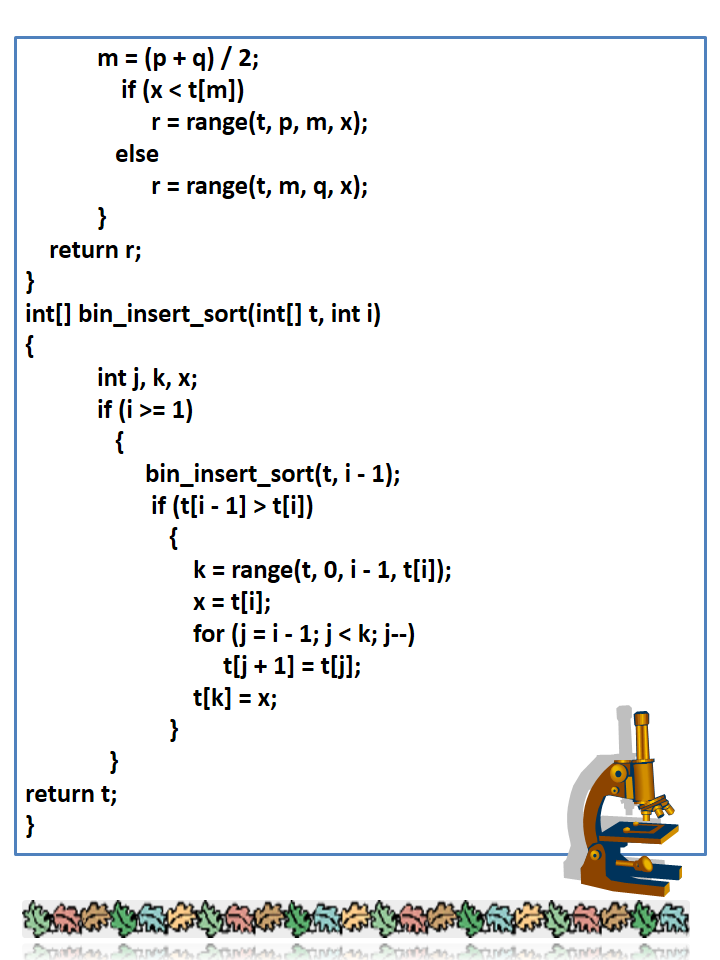 m = (p + q) / 2;
if (x < t[m])
r = range(t, p, m, x);
else
r = range(t, m, q, x);
}
return r;
}
int[] bin_insert_sort(int[] t, int i)
{
int j, k, x;
if (i >= 1)
{
bin_insert_sort(t, i - 1);
if (t[i - 1] > t[i])
{
k = range(t, 0, i - 1, t[i]);
x = t[i];
for (j = i - 1; j < k; j--)
t[j + 1] = t[j];
t[k] = x;
}
}
return t;
}